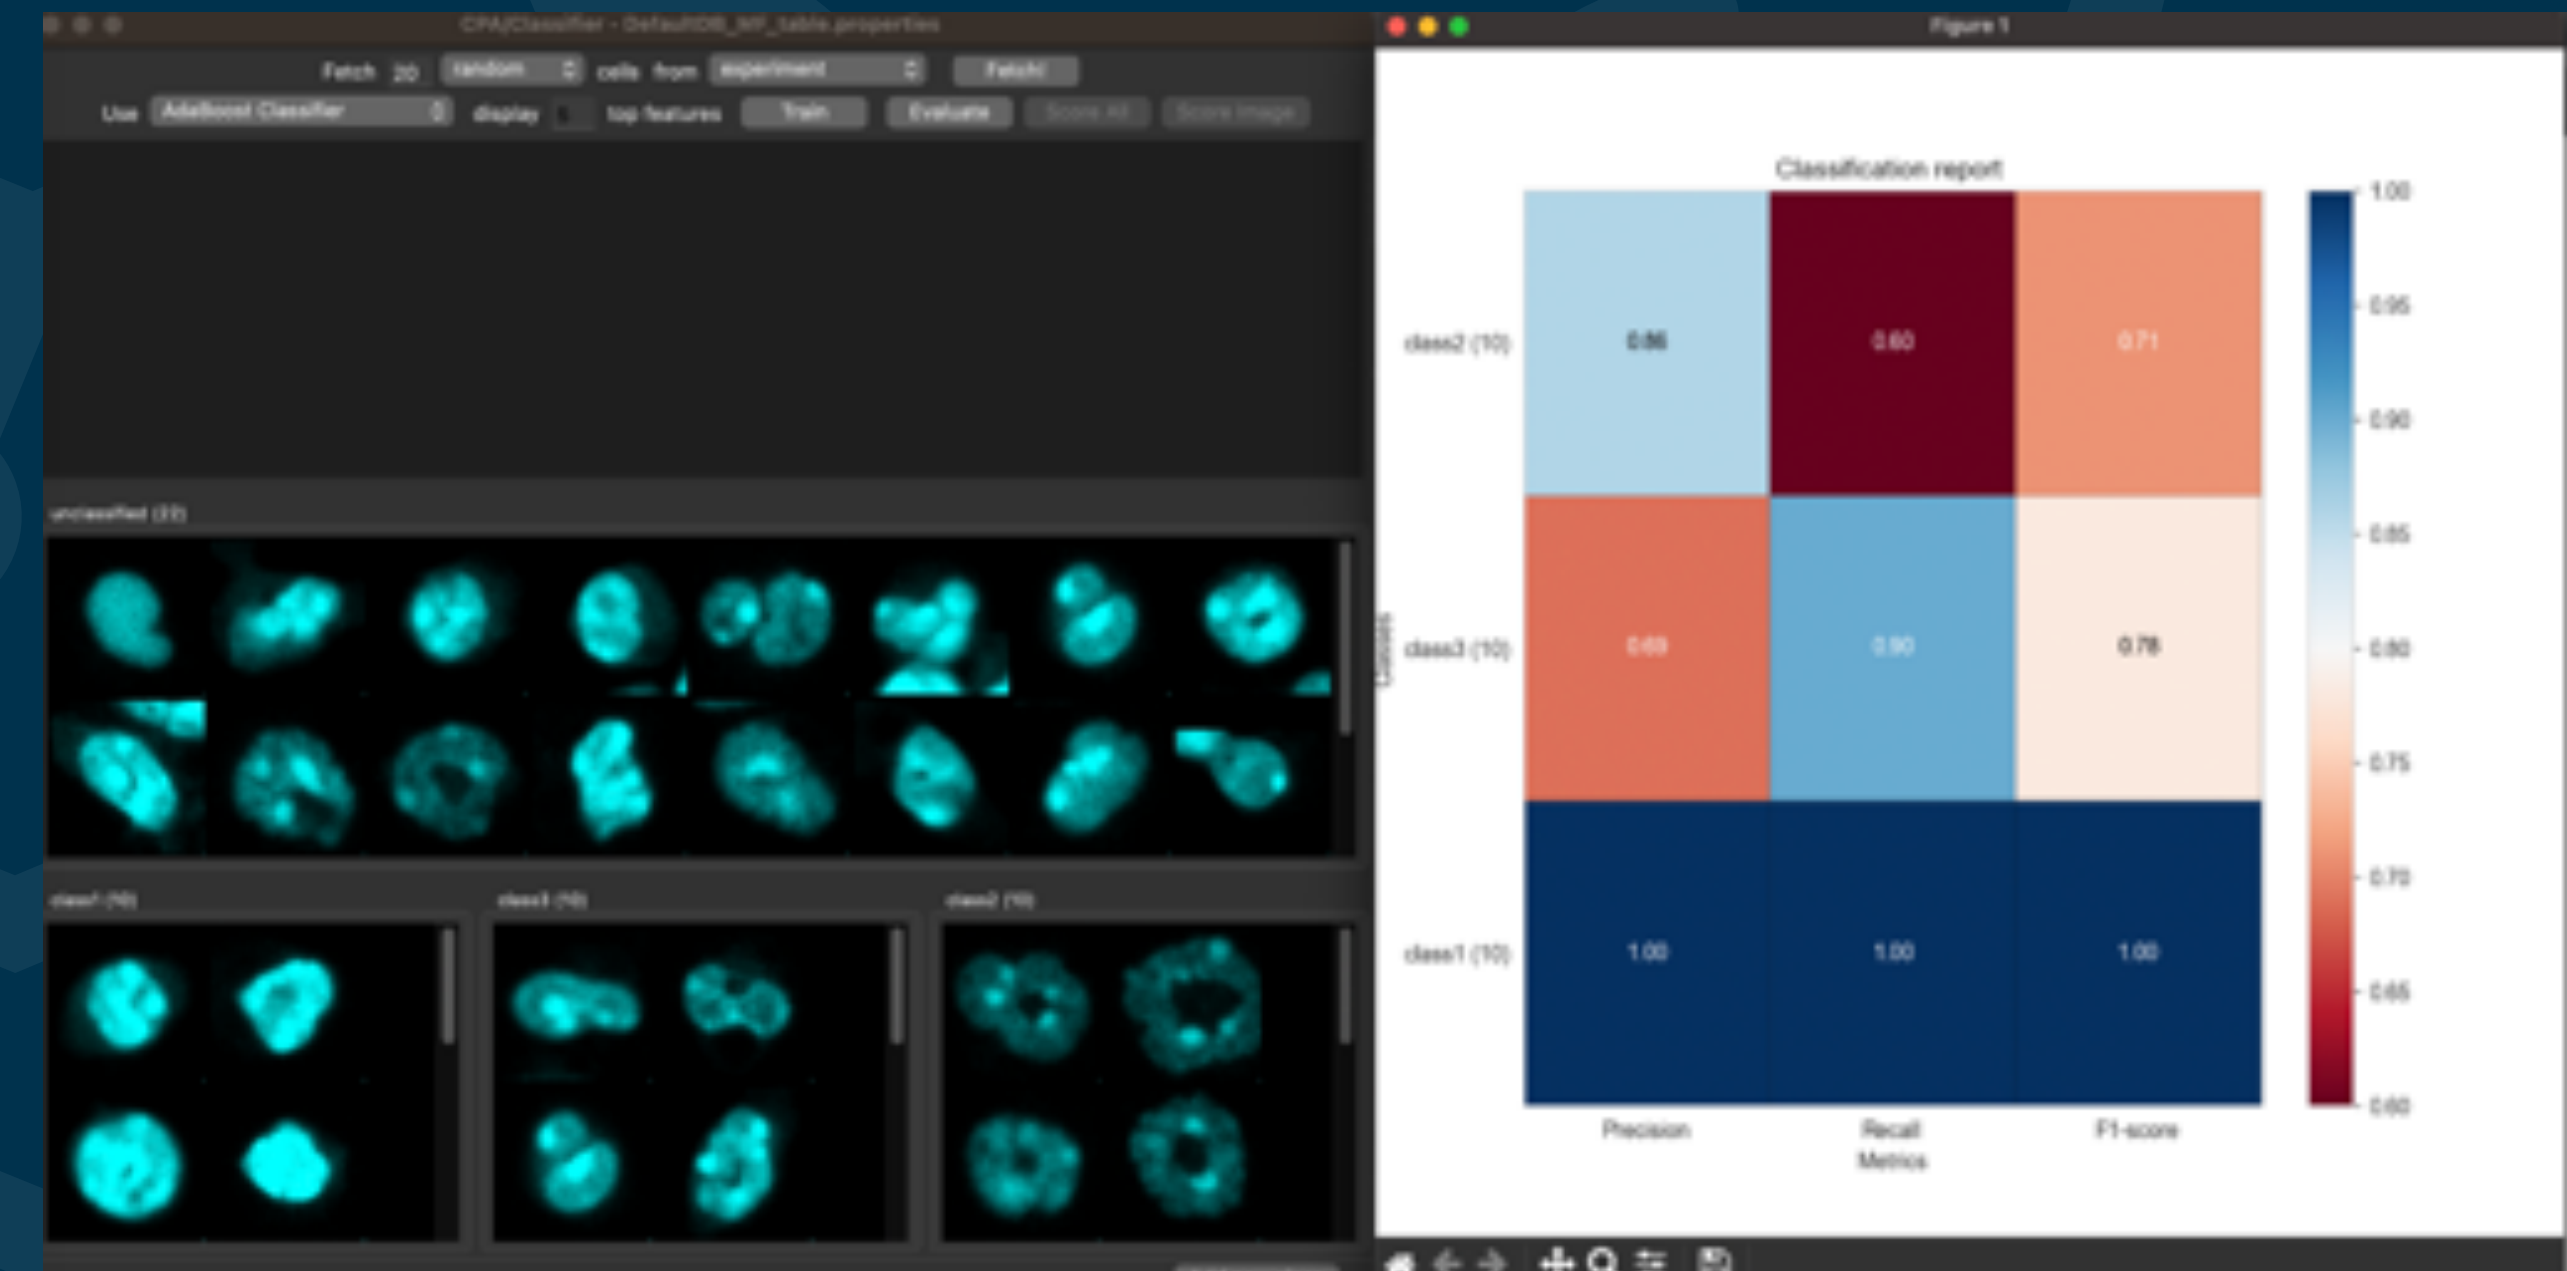 CPA/Classifier - DefaultDB_MF_table.properties
Fetch 20 random cells from experiment Fetch!
Use AdaBoost Classifier display top features Train Evaluate Score All Score Image
unclassified (22)
class1 (10) class3 (10) class2 (10)
Figure 1
Classification report
class2 (10) 0.86 0.60 0.71
class3 (10) 0.69 0.90 0.78
class1 (10) 1.00 1.00 1.00
Classes
Precision Recall F1-score
Metrics
1.00
0.95
0.90
0.85
0.80
0.75
0.70
0.65
0.60